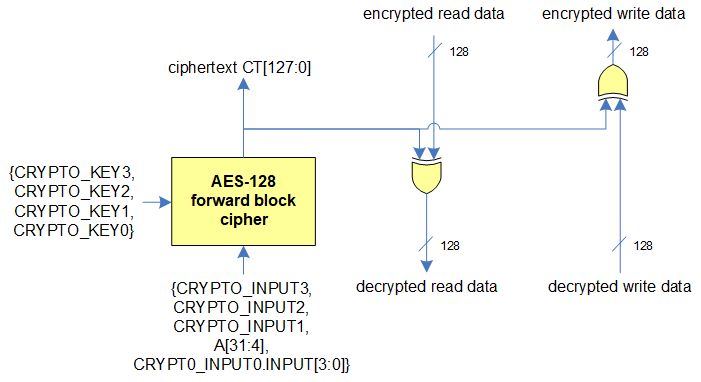 encrypted read data
encrypted write data
128
128
ciphertext CT[127:0]
{CRYPTO_KEY3,
CRYPTO_KEY2,
CRYPTO_KEY1,
CRYPTO_KEY0}
AES-128
forward block
cipher
128
128
decrypted read data
decrypted write data
{CRYPTO_INPUT3,
CRYPTO_INPUT2,
CRYPTO_INPUT1,
A[31:4],
CRYPT0_INPUT0.INPUT[3:0]}